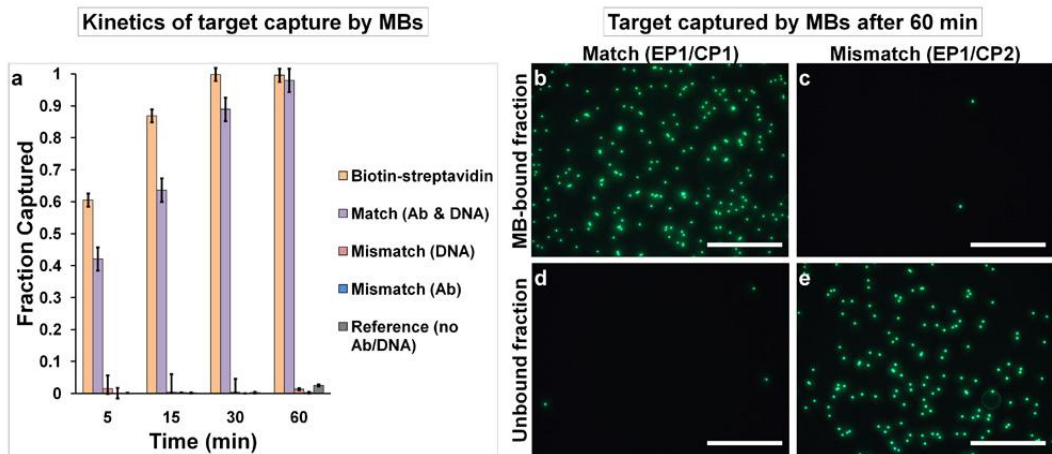 Kinetics of target capture by MBs
Target captured by MBs after 60 min
Match (EP1/CP1)
Mismatch (EP1/CP2)
a
Fraction Captured
1
0.9
0.8
0.7
0.6
0.5
0.4
0.3
0.2
0.1
0
5
15
30
60
Time (min)
Biotin-streptavidin
Match (Ab & DNA)
Mismatch (DNA)
Mismatch (Ab)
Reference (no
Ab/DNA)
MB-bound fraction
b
c
Unbound fraction
d
e